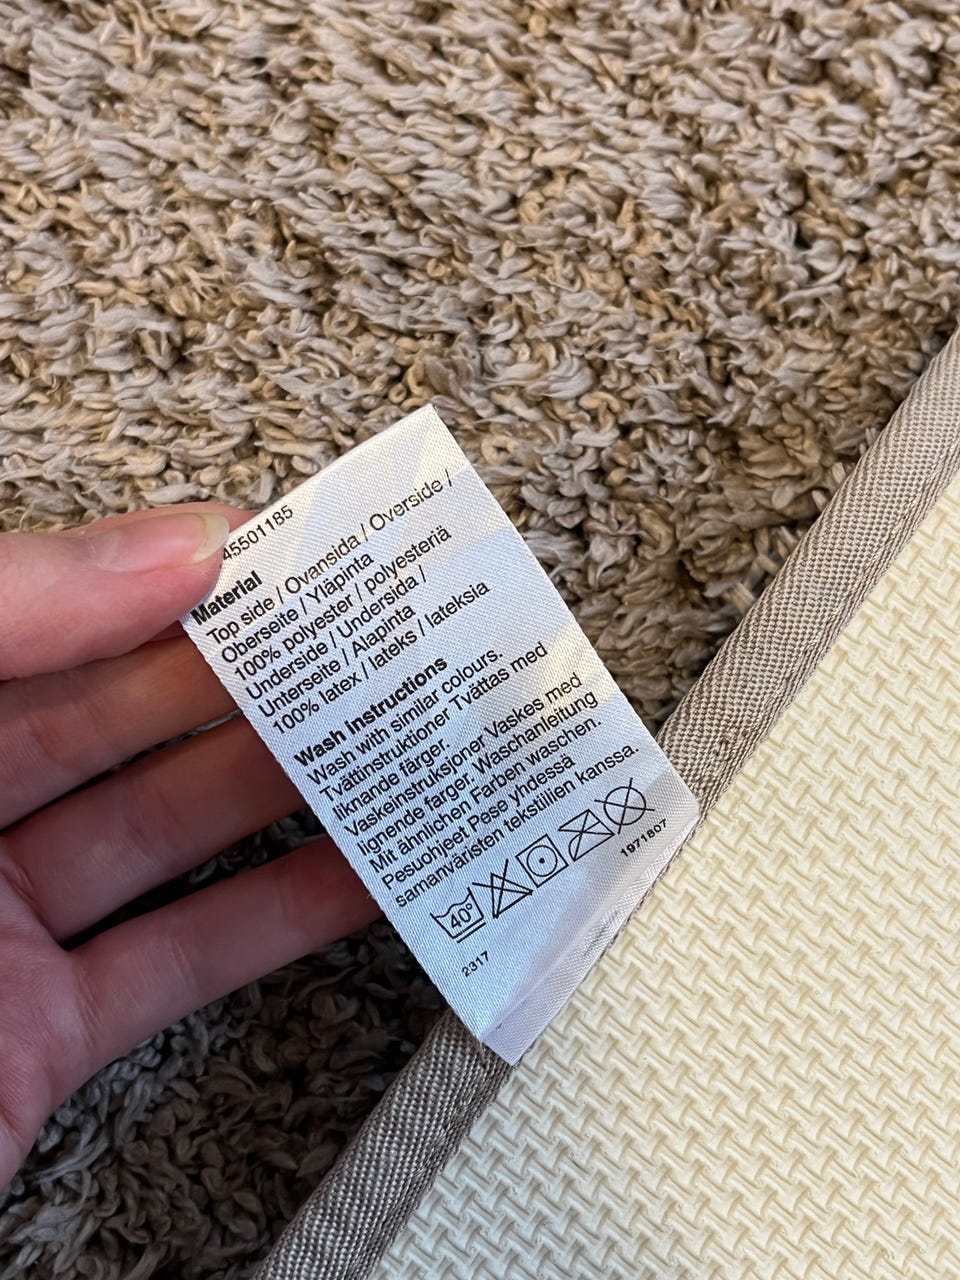 45501185
Material
Top side / Ovansida / Overside /
Oberseite / Yläpinta
100% polyester / polyesteriä
Underside / Undersida /
Unterseite / Alapinta
100% latex / lateks / lateksia
Wash instructions
Wash with similar colours.
Tvättinstruktioner Tvättas med
liknande färger.
Vaskeinstruksjoner Vaskes med
lignende farger. Waschanleitung
Mit ähnlichen Farben waschen.
Pesuohjeet Pese yhdessä
samanväristen tekstiilien kanssa.
40°
1971807
2317